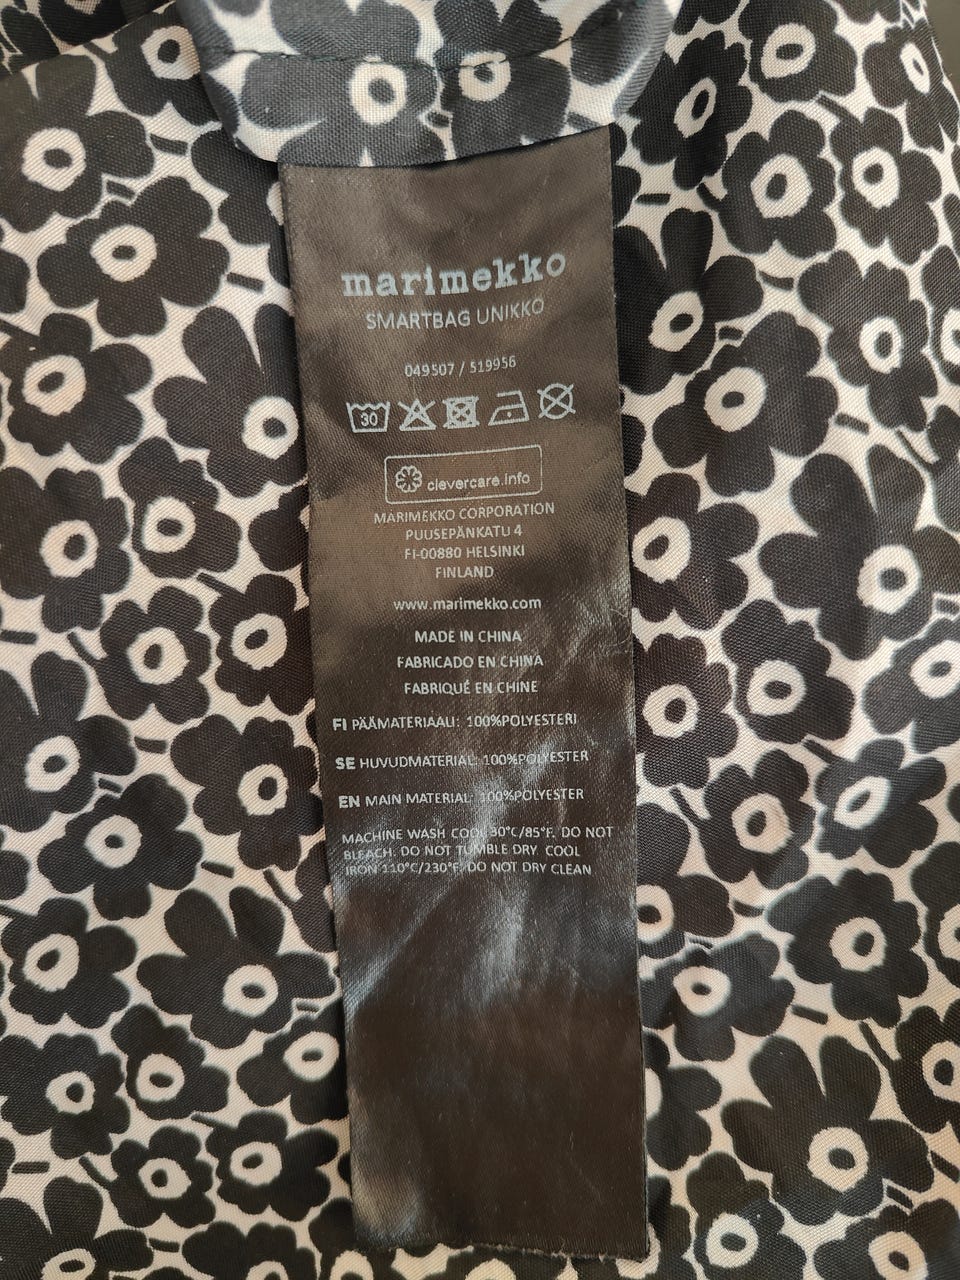 marimekko
SMARTBAG UNIKKO
049507 / 519956
30
clevercare.info
MARIMEKKO CORPORATION
PUUSEPÄNKATU 4
FI-00880 HELSINKI
FINLAND
www.marimekko.com
MADE IN CHINA
FABRICADO EN CHINA
FABRIQUÉ EN CHINE
FI PÄÄMATERIAALI: 100%POLYESTERI
SE HUVUDMATERIAL: 100%POLYESTER
EN MAIN MATERIAL: 100%POLYESTER
MACHINE WASH COOL 30°C/85°F. DO NOT
BLEACH. DO NOT TUMBLE DRY. COOL
IRON 110°C/230°F. DO NOT DRY CLEAN